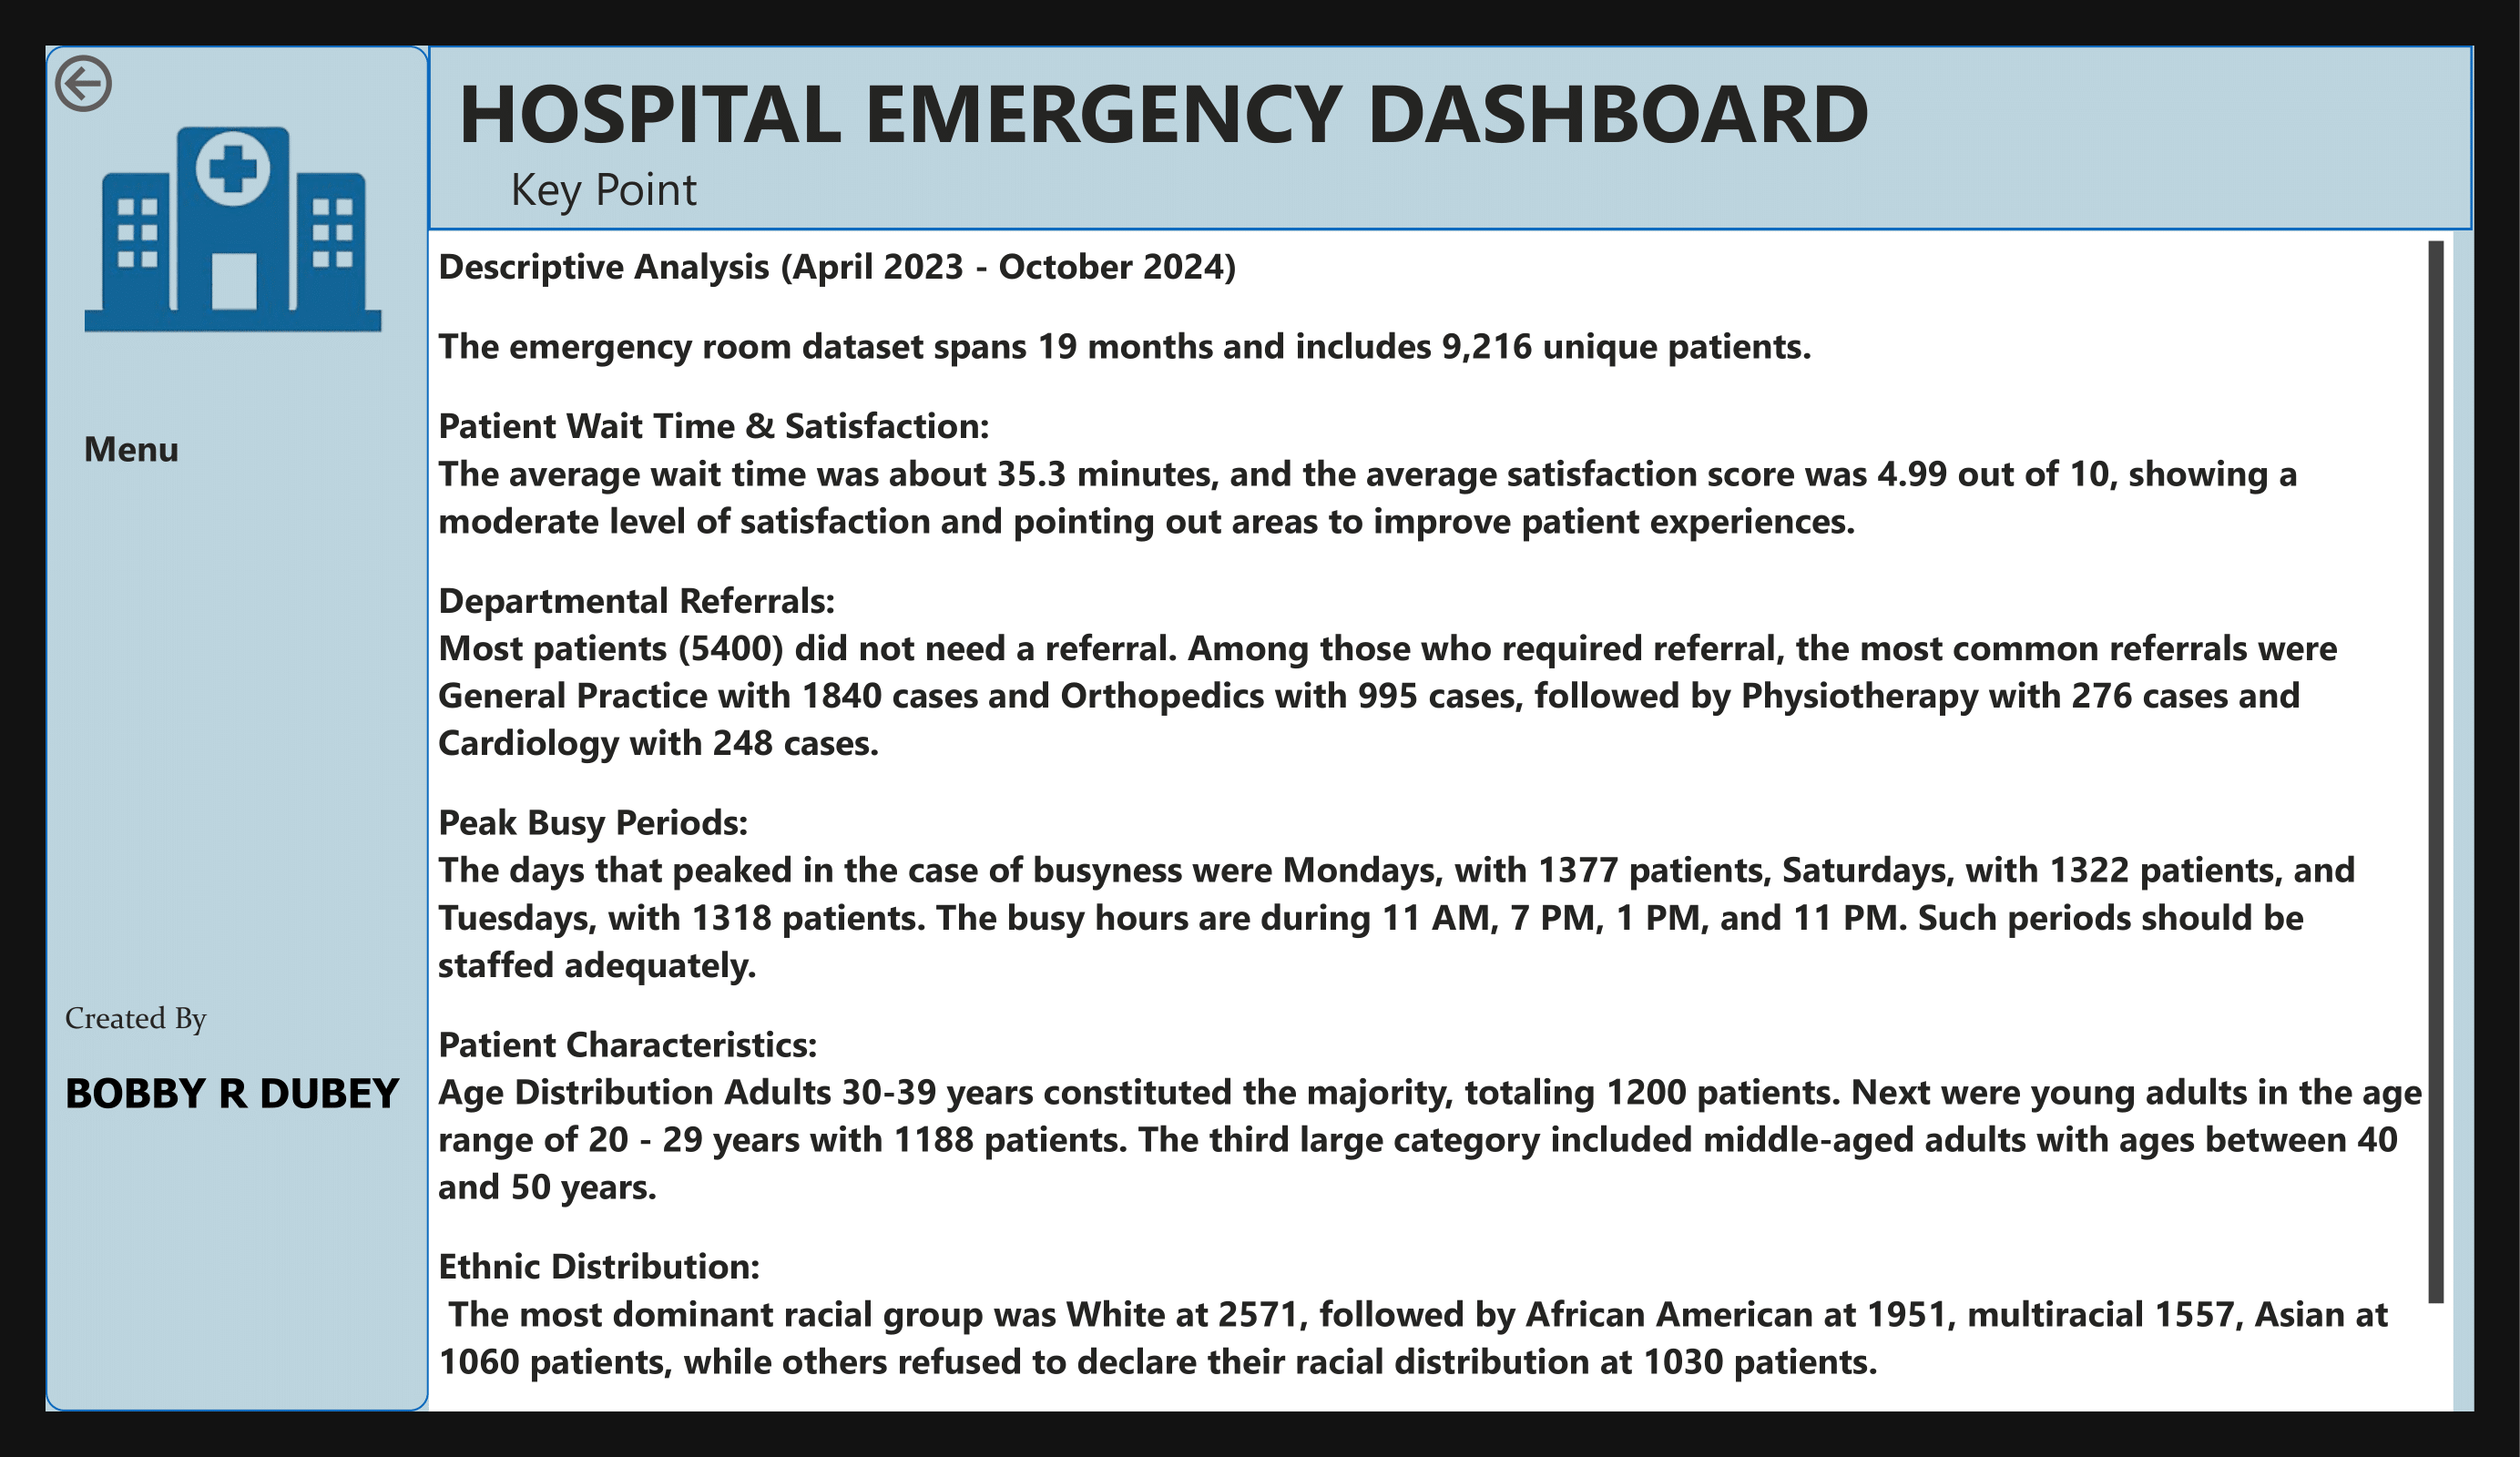 HOSPITAL EMERGENCY DASHBOARD
Key Point
Menu
Created By
BOBBY R DUBEY
Descriptive Analysis (April 2023 - October 2024)
The emergency room dataset spans 19 months and includes 9,216 unique patients.
Patient Wait Time & Satisfaction:
The average wait time was about 35.3 minutes, and the average satisfaction score was 4.99 out of 10, showing a
moderate level of satisfaction and pointing out areas to improve patient experiences.
Departmental Referrals:
Most patients (5400) did not need a referral. Among those who required referral, the most common referrals were
General Practice with 1840 cases and Orthopedics with 995 cases, followed by Physiotherapy with 276 cases and
Cardiology with 248 cases.
Peak Busy Periods:
The days that peaked in the case of busyness were Mondays, with 1377 patients, Saturdays, with 1322 patients, and
Tuesdays, with 1318 patients. The busy hours are during 11 AM, 7 PM, 1 PM, and 11 PM. Such periods should be
staffed adequately.
Patient Characteristics:
Age Distribution Adults 30-39 years constituted the majority, totaling 1200 patients. Next were young adults in the age
range of 20 - 29 years with 1188 patients. The third large category included middle-aged adults with ages between 40
and 50 years.
Ethnic Distribution:
The most dominant racial group was White at 2571, followed by African American at 1951, multiracial 1557, Asian at
1060 patients, while others refused to declare their racial distribution at 1030 patients.